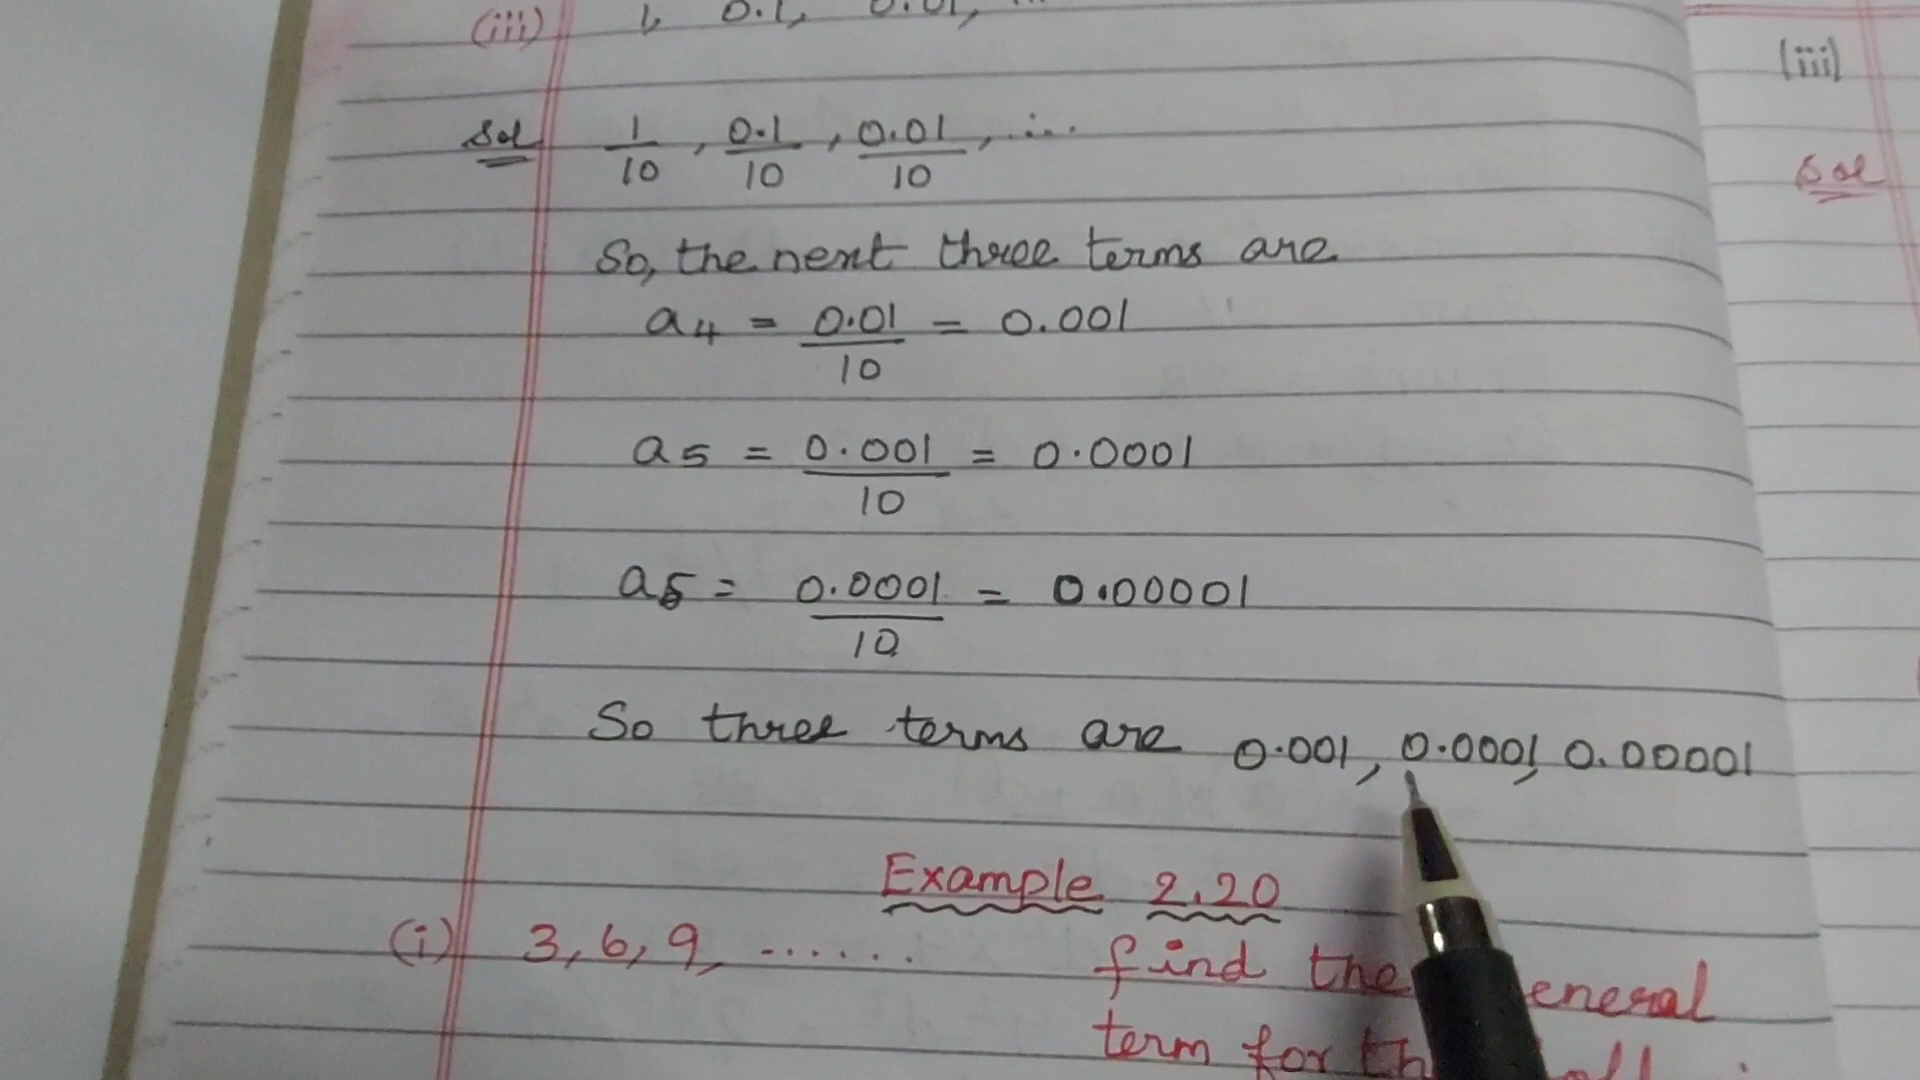 (iii) 1, 0.1, 0.01, ...
Sol 1/10, 0.1/10, 0.01/10, ....
So, the next three terms are
a4 = 0.01/10 = 0.001
a5 = 0.001/10 = 0.0001
a6 = 0.0001/10 = 0.00001
So three terms are 0.001, 0.0001, 0.00001
Example 2.20
(i) 3, 6, 9, ...... find the eneral
term for
(iii)
Sol